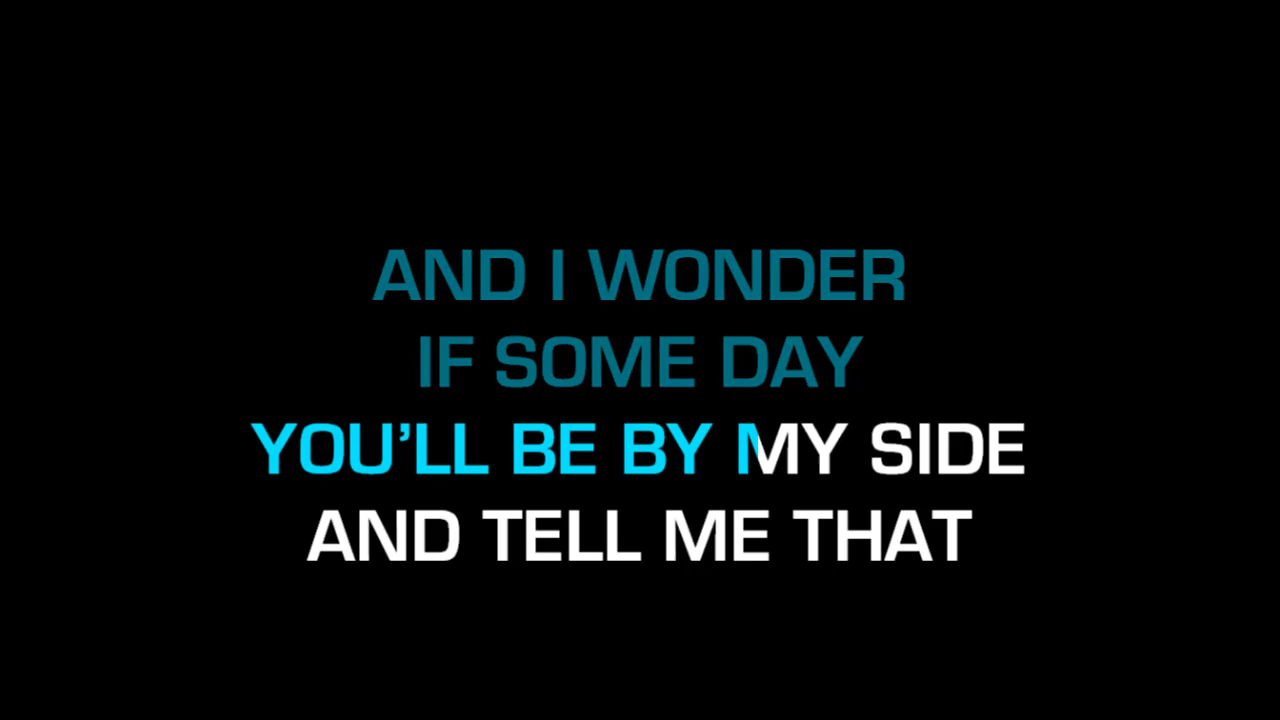 AND I WONDER
IF SOME DAY
YOU’LL BE BY MY SIDE
AND TELL ME THAT